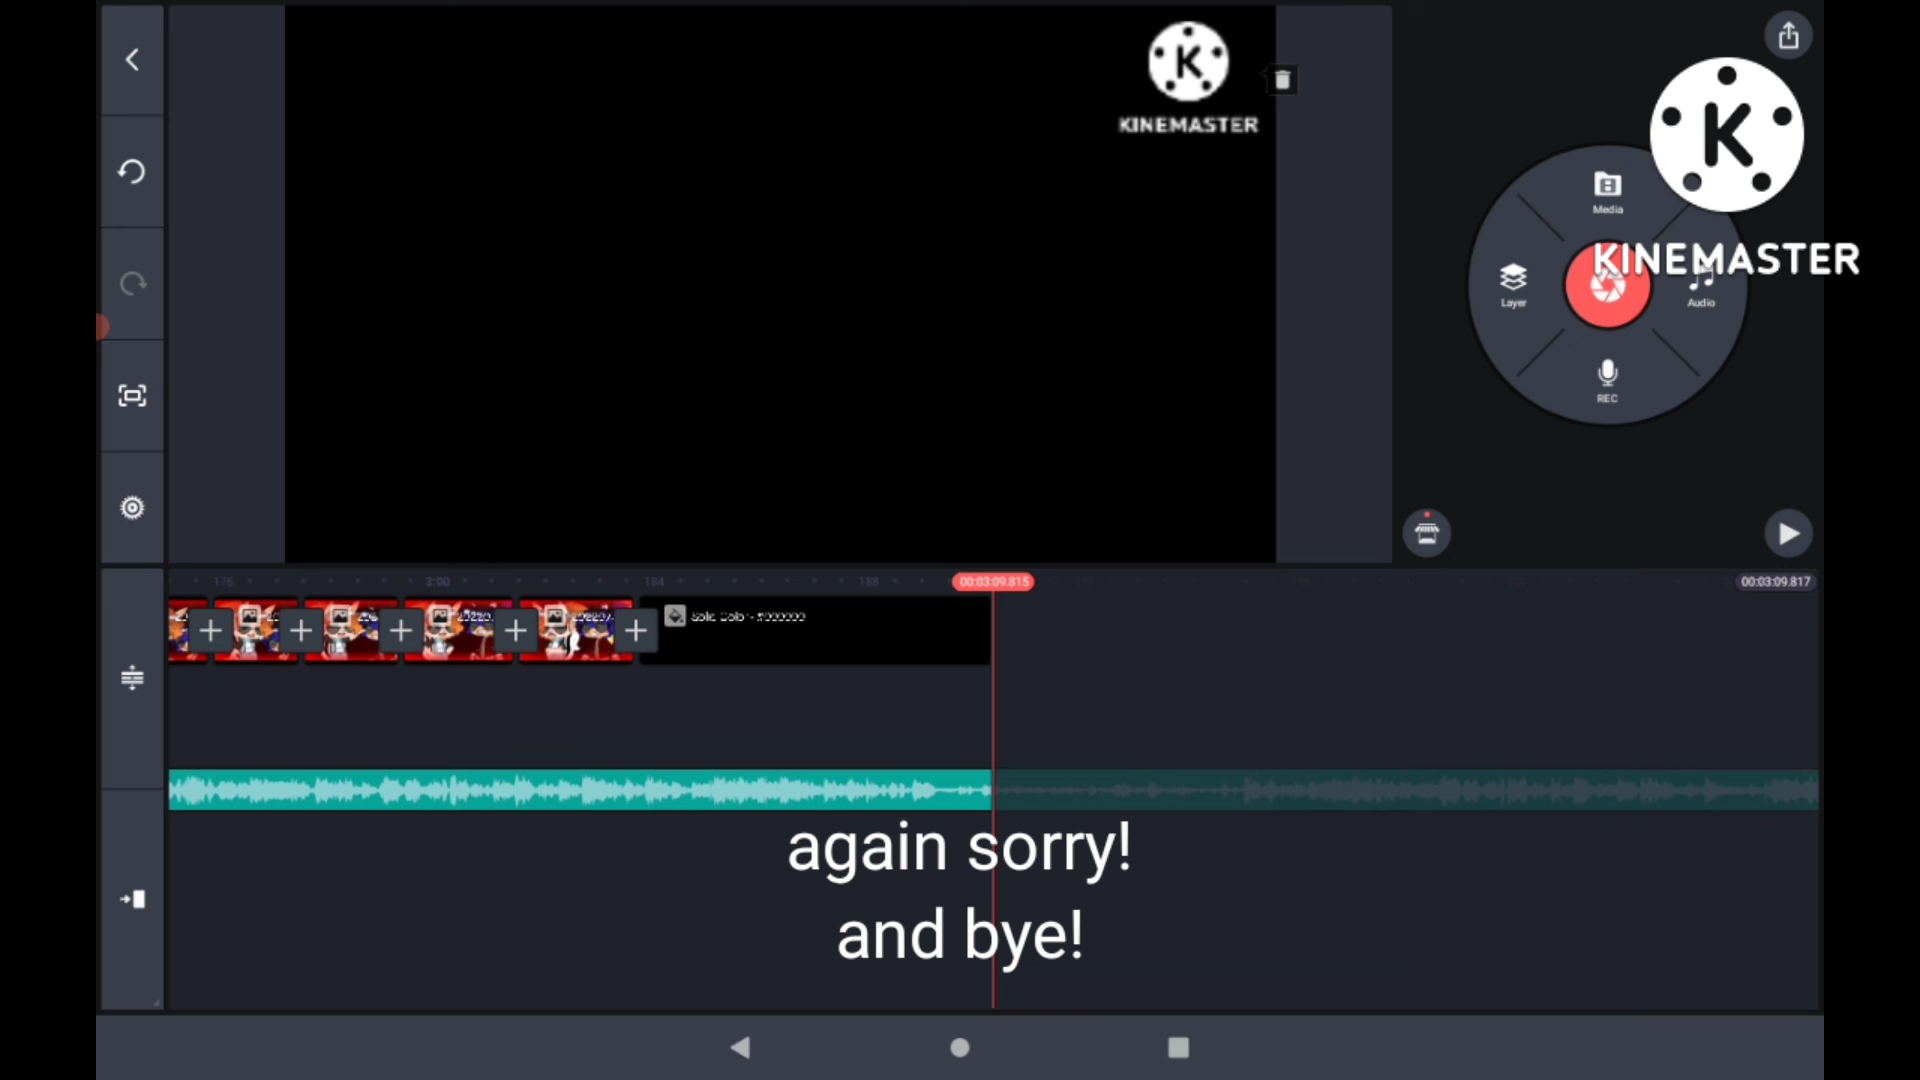 KINEMASTER
KINEMASTER
Media
Layer
Audio
REC
176
3:00
184
188
00:03:09.815
00:03:09.817
Solid Color - #000000
again sorry!
and bye!